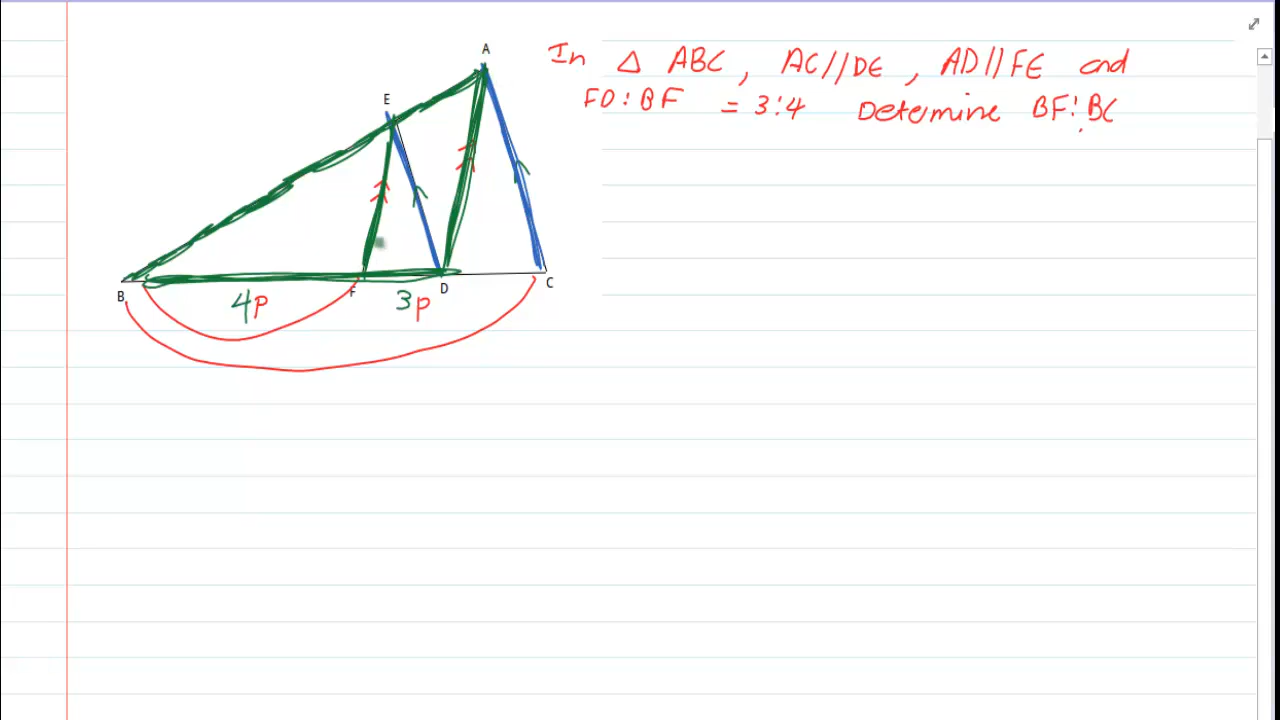 A
In △ ABC, AC//DE, AD//FE and
FD:BF = 3:4 Determine BF:BC
E
B
F
D
C
4p
3p